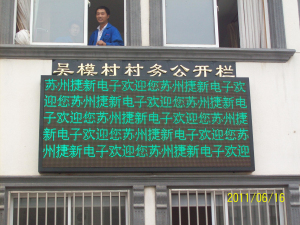 吴模村村务公开栏
苏州捷新电子欢迎您苏州捷新电子欢
迎您苏州捷新电子欢迎您苏州捷新电
子欢迎您苏州捷新电子欢迎您苏州捷
新电子欢迎您苏州捷新电子欢迎您苏
州捷新电子欢迎您苏州捷新电子欢迎
2011/06/16